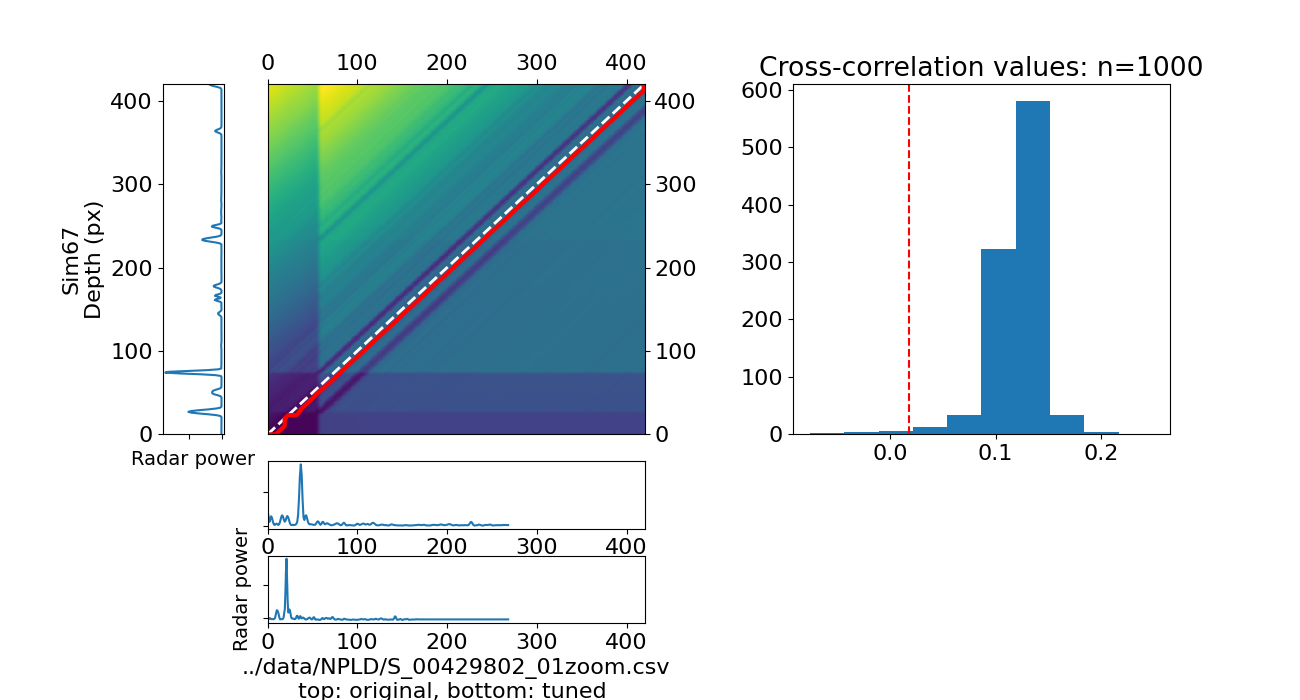 0 100 200 300 400
Cross-correlation values: n=1000
400
300
200
100
0
Sim67
Depth (px)
Radar power
400
300
200
100
0
600
500
400
300
200
100
0
0.0 0.1 0.2
0 100 200 300 400
Radar power
0 100 200 300 400
../data/NPLD/S_00429802_01zoom.csv
top: original, bottom: tuned